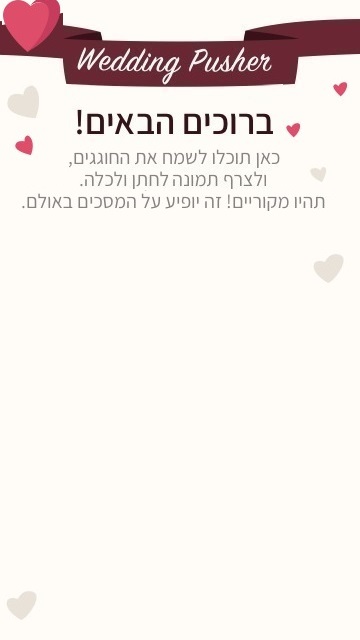 Wedding Pusher
ברוכים הבאים!
כאן תוכלו לשמח את החוגגים,
ולצרף תמונה לחתן ולכלה.
תהיו מקוריים! זה יופיע על המסכים באולם.